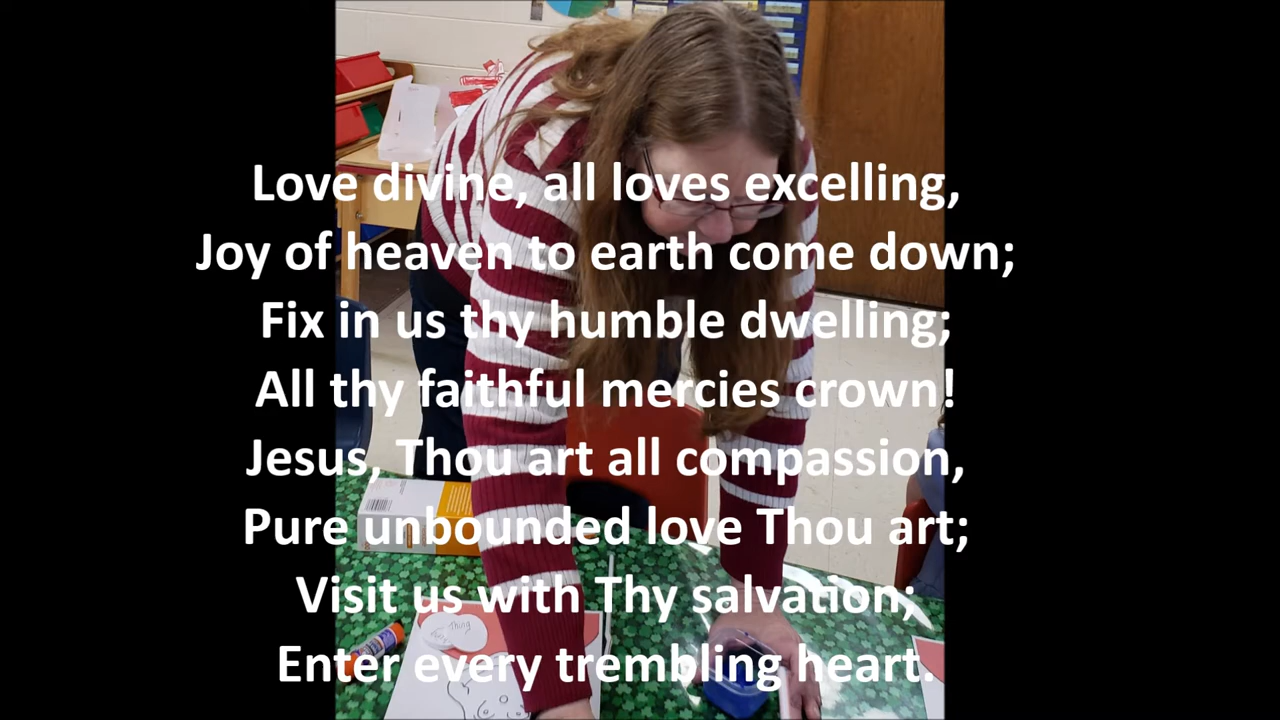 Love divine, all loves excelling,
Joy of heaven to earth come down;
Fix in us thy humble dwelling;
All thy faithful mercies crown!
Jesus, Thou art all compassion,
Pure unbounded love Thou art;
Visit us with Thy salvation;
Enter every trembling heart.
Thing